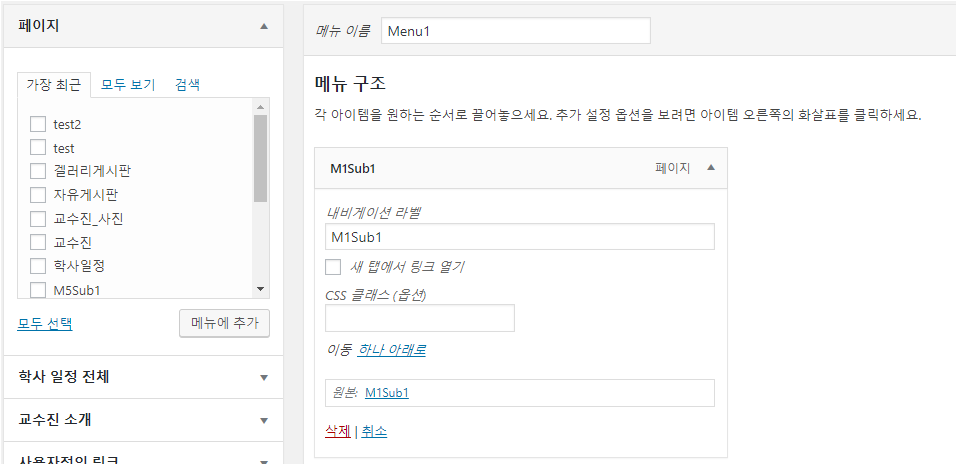 페이지
가장 최근 모두 보기 검색
test2
test
겔러리게시판
자유게시판
교수진_사진
교수진
학사일정
M5Sub1
모두 선택 메뉴에 추가
학사 일정 전체
교수진 소개
사용자정의 링크
메뉴 이름 Menu1
메뉴 구조
각 아이템을 원하는 순서로 끌어놓으세요. 추가 설정 옵션을 보려면 아이템 오른쪽의 화살표를 클릭하세요.
M1Sub1 페이지
내비게이션 라벨
M1Sub1
새 탭에서 링크 열기
CSS 클래스 (옵션)
이동 하나 아래로
원본: M1Sub1
삭제 | 취소